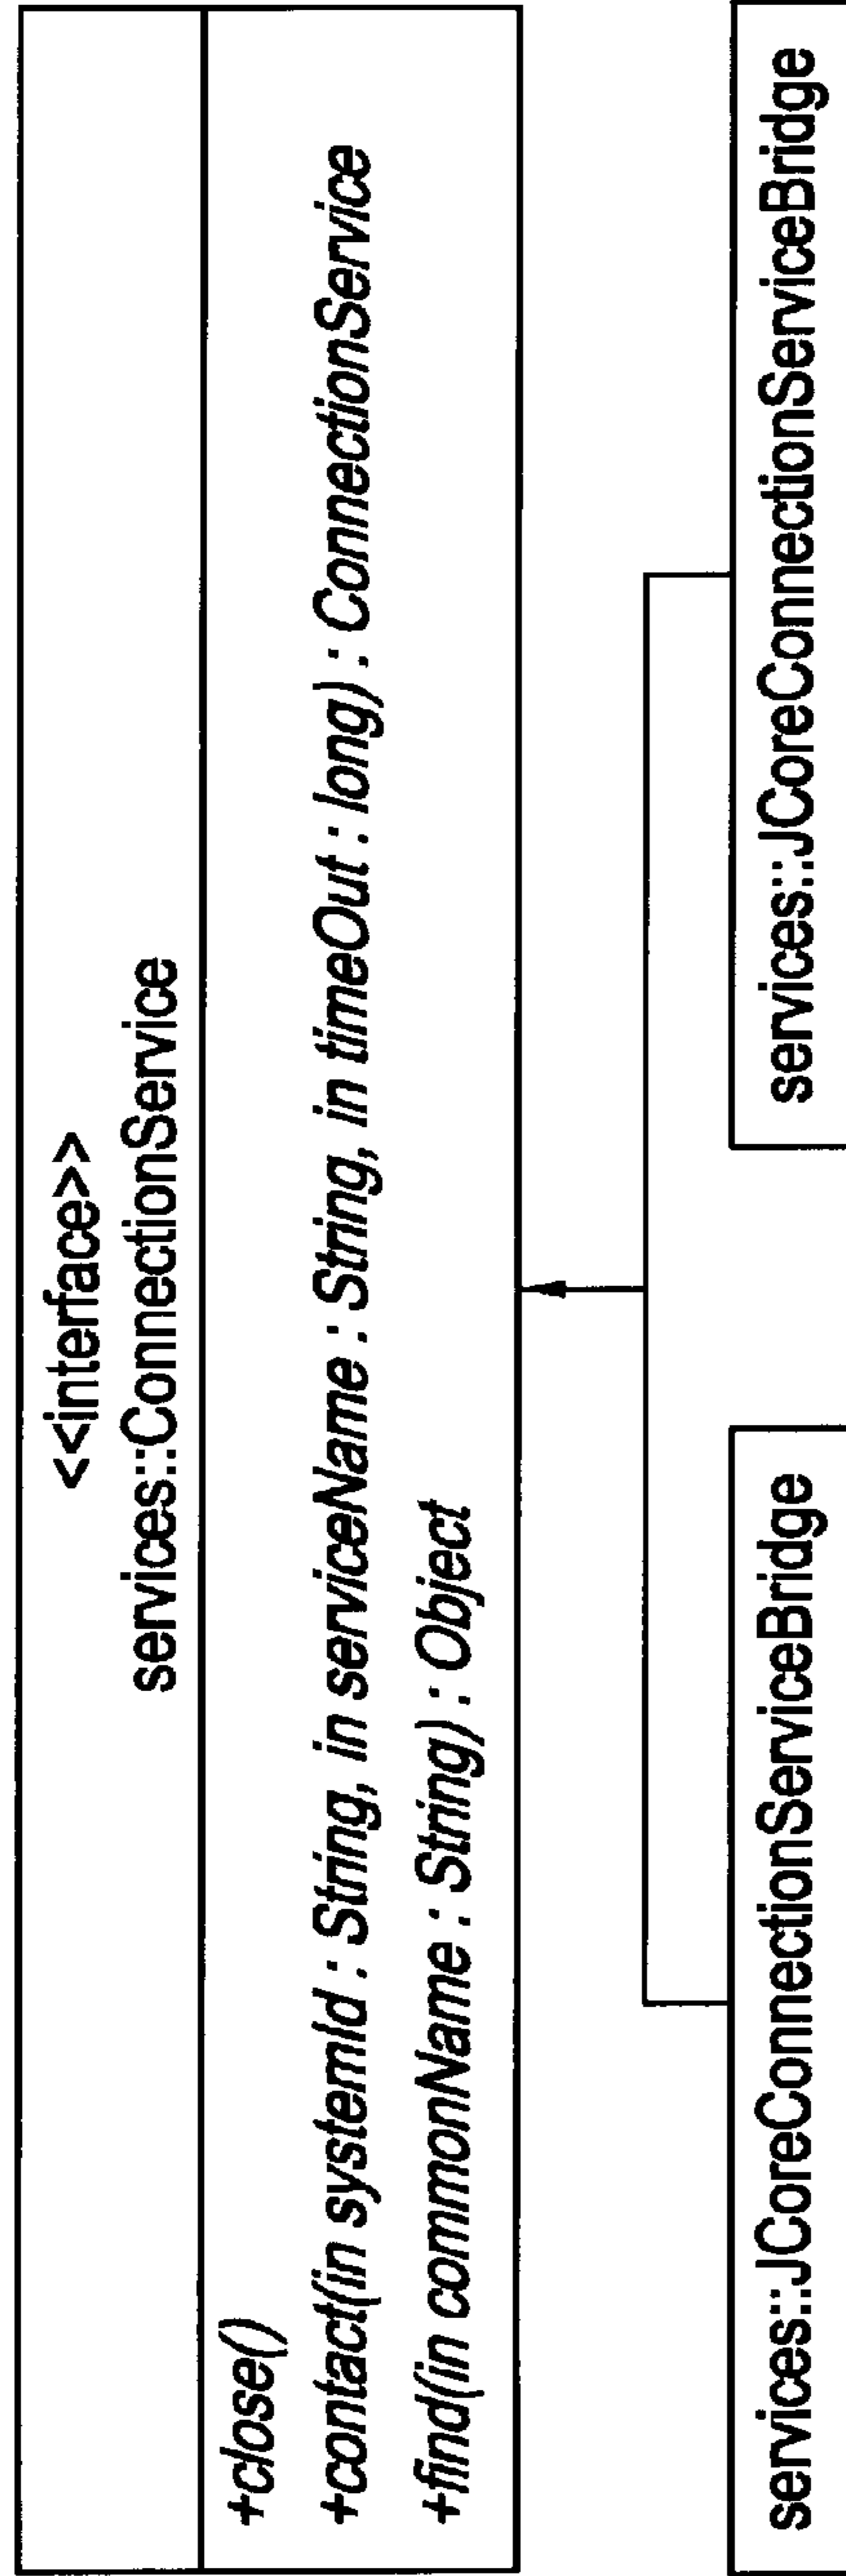 <<interface>>
services::ConnectionService
+close()
+contact(in systemId : String, in serviceName : String, in timeOut : long) : ConnectionService
+find(in commonName : String) : Object
services::JCoreConnectionServiceBridge
services::JCoreConnectionServiceBridge